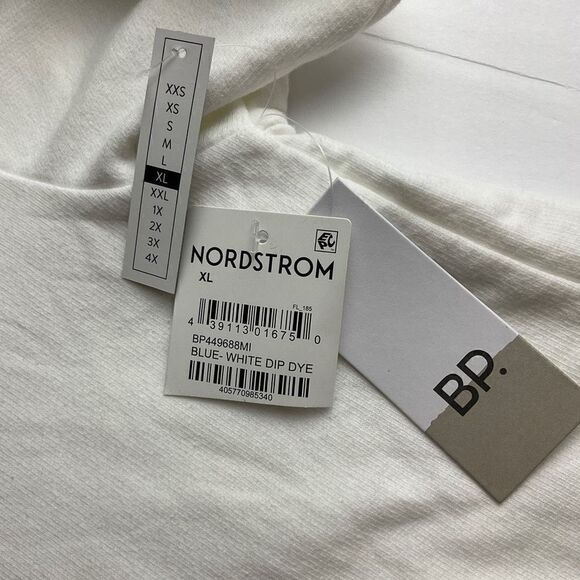 XXS
XS
S
M
L
XL
XXL
1X
2X
3X
4X
NORDSTROM
XL
FL_185
4 39113 01675 0
BP449688MI
BLUE- WHITE DIP DYE
405770985340
BP.